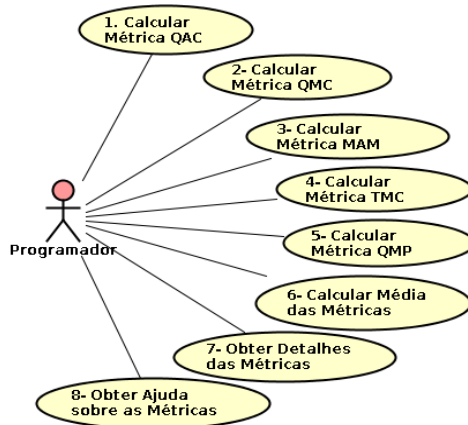 1. Calcular
Métrica QAC
2- Calcular
Métrica QMC
3- Calcular
Métrica MAM
4- Calcular
Métrica TMC
Programador
5- Calcular
Métrica QMP
6- Calcular Média
das Métricas
7- Obter Detalhes
das Métricas
8- Obter Ajuda
sobre as Métricas